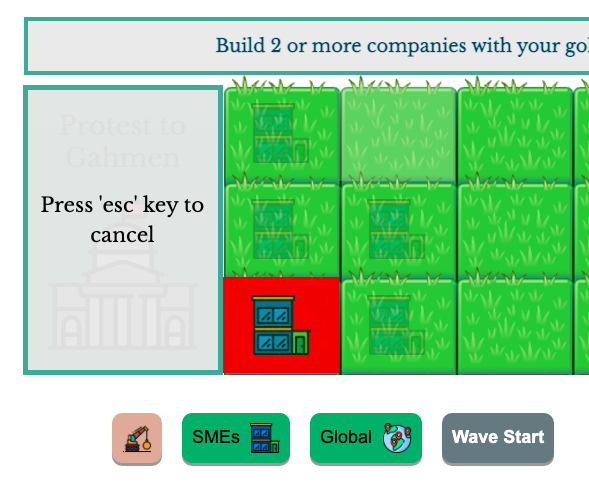 Build 2 or more companies with your go
Protest to
Gahmen
Press 'esc' key to
cancel
SMEs
Global
Wave Start